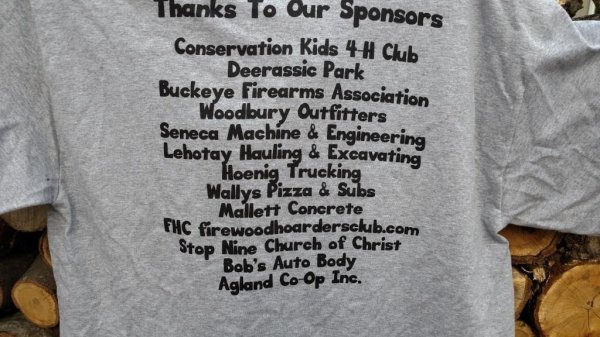 Thanks To Our Sponsors
Conservation Kids 4-H Club
Deerassic Park
Buckeye Firearms Association
Woodbury Outfitters
Seneca Machine & Engineering
Lehotay Hauling & Excavating
Hoenig Trucking
Wallys Pizza & Subs
Mallett Concrete
FHC firewoodhoardersclub.com
Stop Nine Church of Christ
Bob's Auto Body
Agland Co-Op Inc.